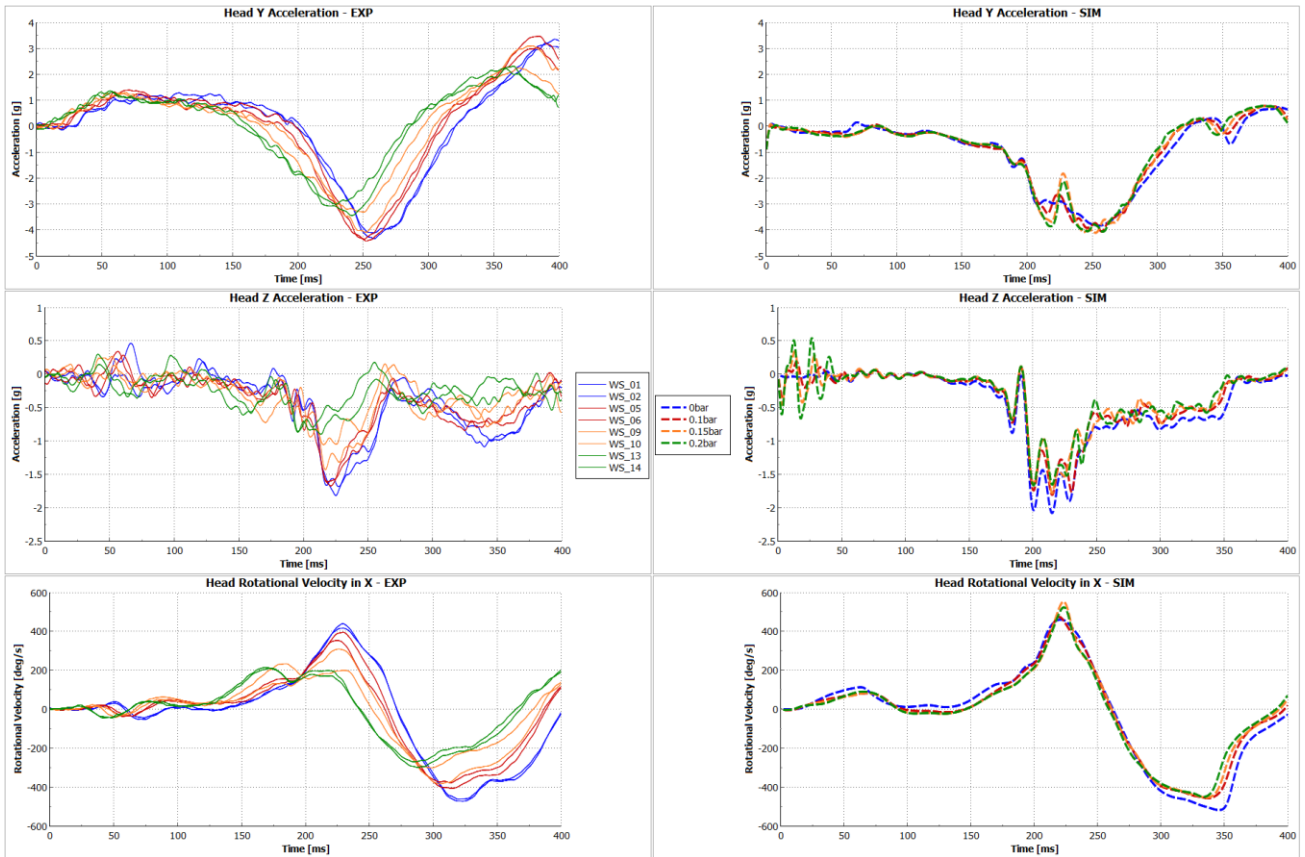 Head Y Acceleration - EXP
Acceleration [g]
4
3
2
1
0
-1
-2
-3
-4
-5
0 50 100 150 200 250 300 350 400
Time [ms]
Head Y Acceleration - SIM
Acceleration [g]
4
3
2
1
0
-1
-2
-3
-4
-5
0 50 100 150 200 250 300 350 400
Time [ms]
Head Z Acceleration - EXP
Acceleration [g]
1
0.5
0
-0.5
-1
-1.5
-2
-2.5
0 50 100 150 200 250 300 350 400
Time [ms]
WS_01
WS_02
WS_05
WS_06
WS_09
WS_10
WS_13
WS_14
Head Z Acceleration - SIM
0bar
0.1bar
0.15bar
0.2bar
Acceleration [g]
1
0.5
0
-0.5
-1
-1.5
-2
-2.5
0 50 100 150 200 250 300 350 400
Time [ms]
Head Rotational Velocity in X - EXP
Rotational Velocity [deg/s]
600
400
200
0
-200
-400
-600
0 50 100 150 200 250 300 350 400
Time [ms]
Head Rotational Velocity in X - SIM
Rotational Velocity [deg/s]
600
400
200
0
-200
-400
-600
0 50 100 150 200 250 300 350 400
Time [ms]